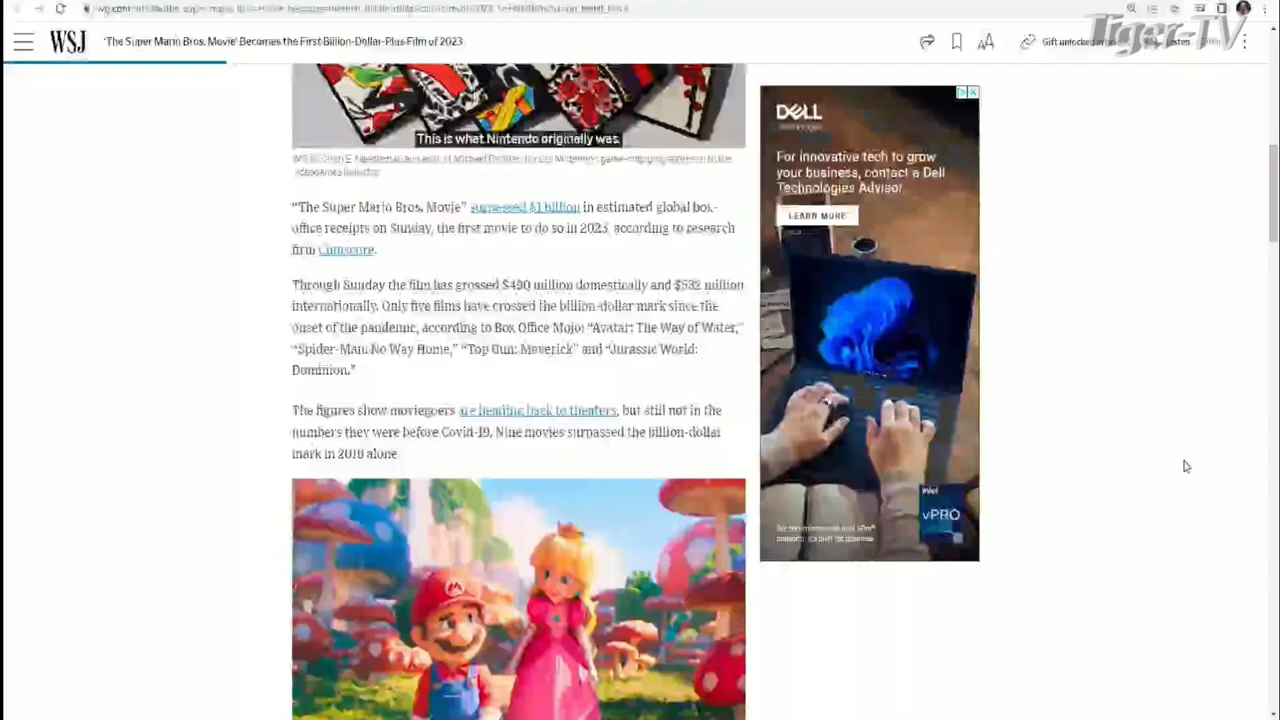 Tiger-TV
WSJ
'The Super Mario Bros. Movie' Becomes the First Billion-Dollar-Plus Film of 2023
Gift unlocked
Listen
This is what Nintendo originally was.
"The Super Mario Bros. Movie" surpassed $1 billion in estimated global box-
office receipts on Sunday, the first movie to do so in 2023, according to research
firm Comscore.
Through Sunday the film has grossed $490 million domestically and $532 million
internationally. Only five films have crossed the billion-dollar mark since the
onset of the pandemic, according to Box Office Mojo: "Avatar: The Way of Water,"
"Spider-Man: No Way Home," "Top Gun: Maverick" and "Jurassic World:
Dominion."
The figures show moviegoers are heading back to theaters, but still not in the
numbers they were before Covid-19. Nine movies surpassed the billion-dollar
mark in 2019 alone.
DELL
Technologies
For innovative tech to grow
your business, contact a Dell
Technologies Advisor
LEARN MORE
intel
vPRO